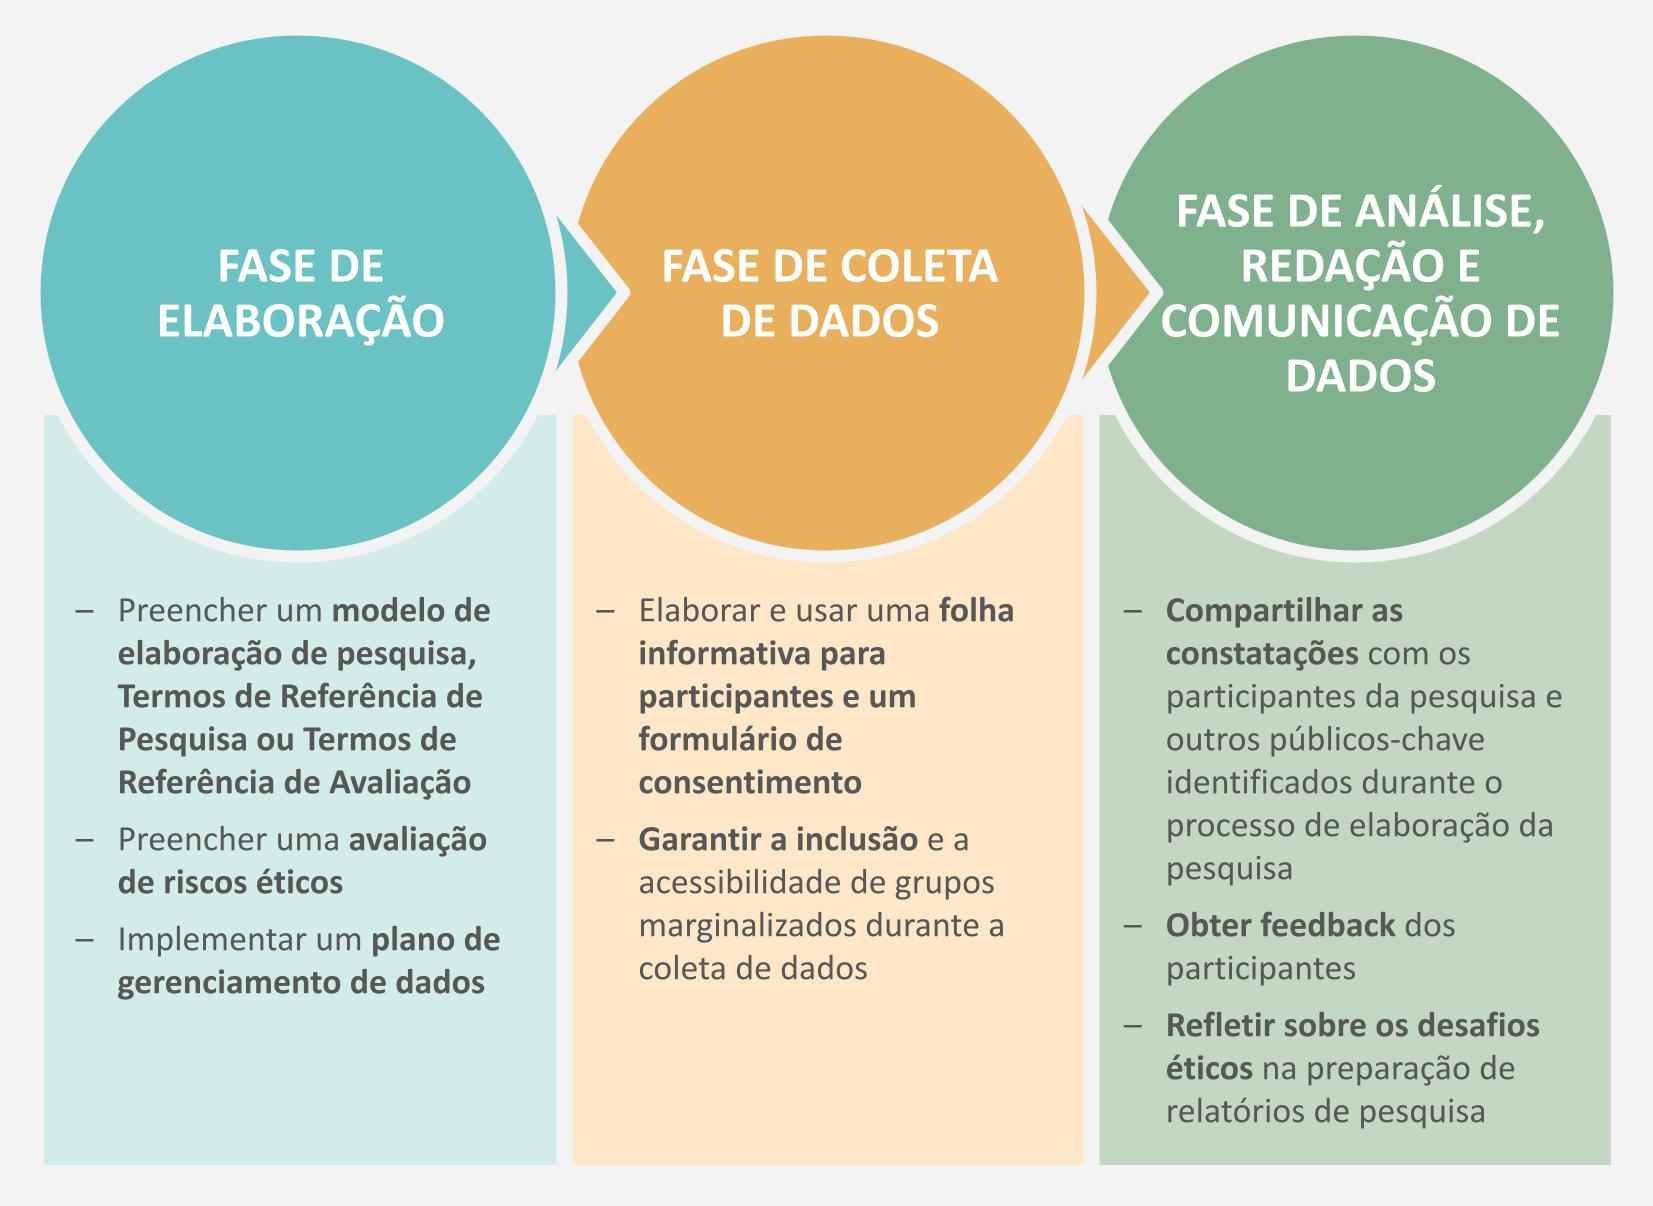 FASE DE
ELABORAÇÃO
– Preencher um modelo de
elaboração de pesquisa,
Termos de Referência de
Pesquisa ou Termos de
Referência de Avaliação
– Preencher uma avaliação
de riscos éticos
– Implementar um plano de
gerenciamento de dados
FASE DE COLETA
DE DADOS
– Elaborar e usar uma folha
informativa para
participantes e um
formulário de
consentimento
– Garantir a inclusão e a
acessibilidade de grupos
marginalizados durante a
coleta de dados
FASE DE ANÁLISE,
REDAÇÃO E
COMUNICAÇÃO DE
DADOS
– Compartilhar as
constatações com os
participantes da pesquisa e
outros públicos-chave
identificados durante o
processo de elaboração da
pesquisa
– Obter feedback dos
participantes
– Refletir sobre os desafios
éticos na preparação de
relatórios de pesquisa